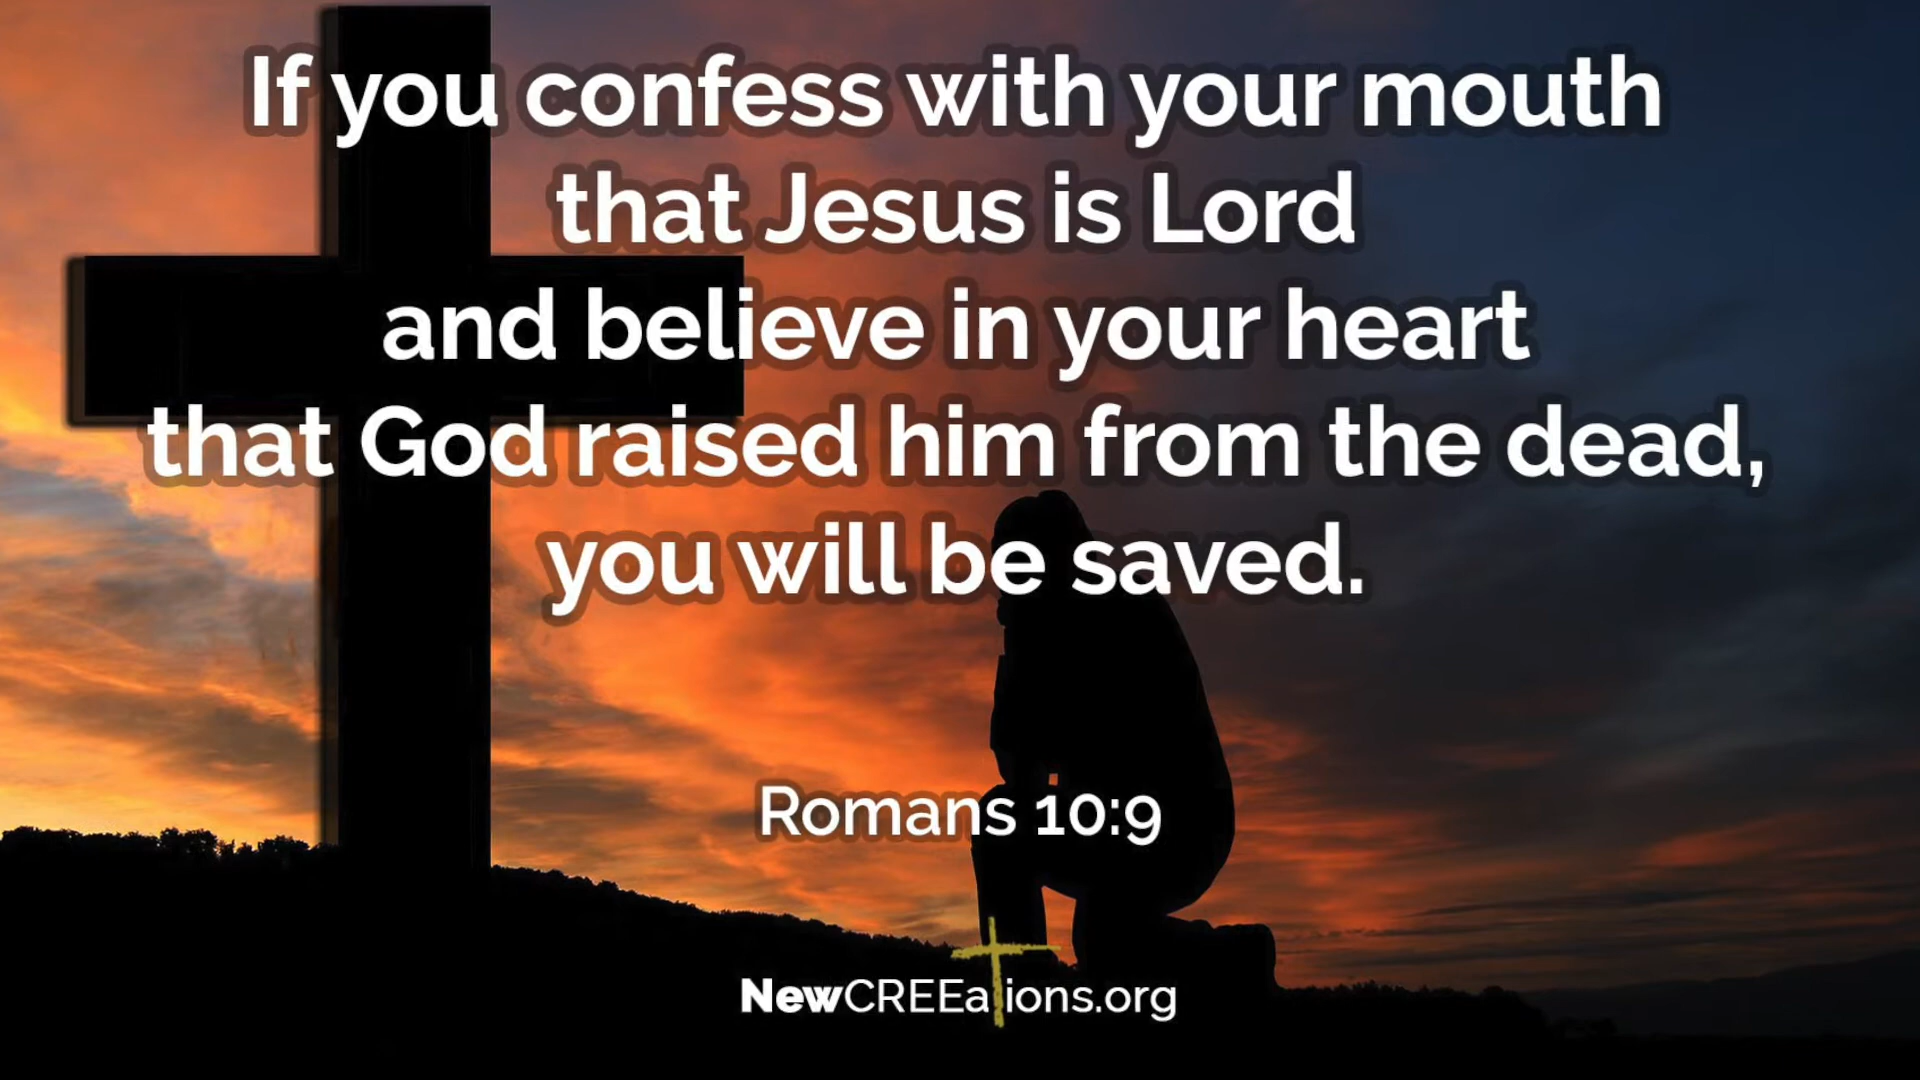 If you confess with your mouth
that Jesus is Lord
and believe in your heart
that God raised him from the dead,
you will be saved.
Romans 10:9
NewCREEations.org